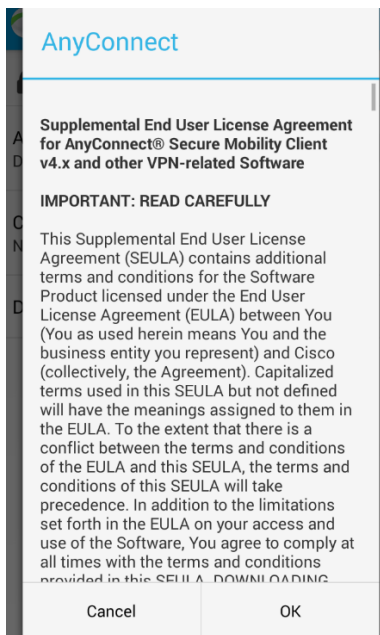 AnyConnect
Supplemental End User License Agreement
for AnyConnect® Secure Mobility Client
v4.x and other VPN-related Software
IMPORTANT: READ CAREFULLY
This Supplemental End User License
Agreement (SEULA) contains additional
terms and conditions for the Software
Product licensed under the End User
License Agreement (EULA) between You
(You as used herein means You and the
business entity you represent) and Cisco
(collectively, the Agreement). Capitalized
terms used in this SEULA but not defined
will have the meanings assigned to them in
the EULA. To the extent that there is a
conflict between the terms and conditions
of the EULA and this SEULA, the terms and
conditions of this SEULA will take
precedence. In addition to the limitations
set forth in the EULA on your access and
use of the Software, You agree to comply at
all times with the terms and conditions
provided in this SEULA. DOWNLOADING
Cancel
OK